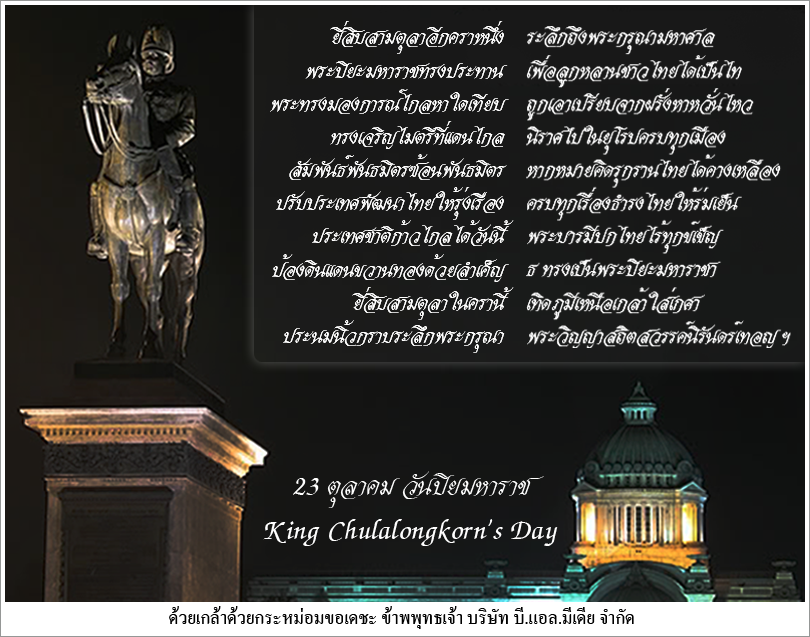 ยี่สิบสามตุลาอีกคราหนึ่ง ระลึกถึงพระกรุณามหาศาล
พระปิยะมหาราชทรงประทาน เพื่อลูกหลานชาวไทยได้เป็นไท
พระทรงมองการณ์ไกลหาใดเทียบ ถูกเอาเปรียบจากฝรั่งหาหวั่นไหว
ทรงเจริญไมตรีที่แดนไกล นิราศไปในยุโรปครบทุกเมือง
สัมพันธ์พันธมิตรซ้อนพันธมิตร หากหมายคิดรุกรานไทยได้คางเหลือง
ปรับประเทศพัฒนาไทยให้รุ่งเรือง ครบทุกเรื่องธำรงไทยให้ร่มเย็น
ประเทศชาติก้าวไกลได้วันนี้ พระบารมีปกไทยไร้ทุกข์เข็ญ
ป้องดินแดนขวานทองด้วยลำเค็ญ ธ ทรงเป็นพระปิยะมหาราชา
ยี่สิบสามตุลาในครานี้ เทิดภูมีเหนือเกล้าใส่เกศา
ประนมนิ้วกราบระลึกพระกรุณา พระวิญญาสถิตสวรรค์นิรันดร์เทอญ ฯ
23 ตุลาคม วันปิยมหาราช
King Chulalongkorn's Day
ด้วยเกล้าด้วยกระหม่อมขอเดชะ ข้าพพุทธเจ้า บริษัท บี.แอล.มีเดีย จำกัด